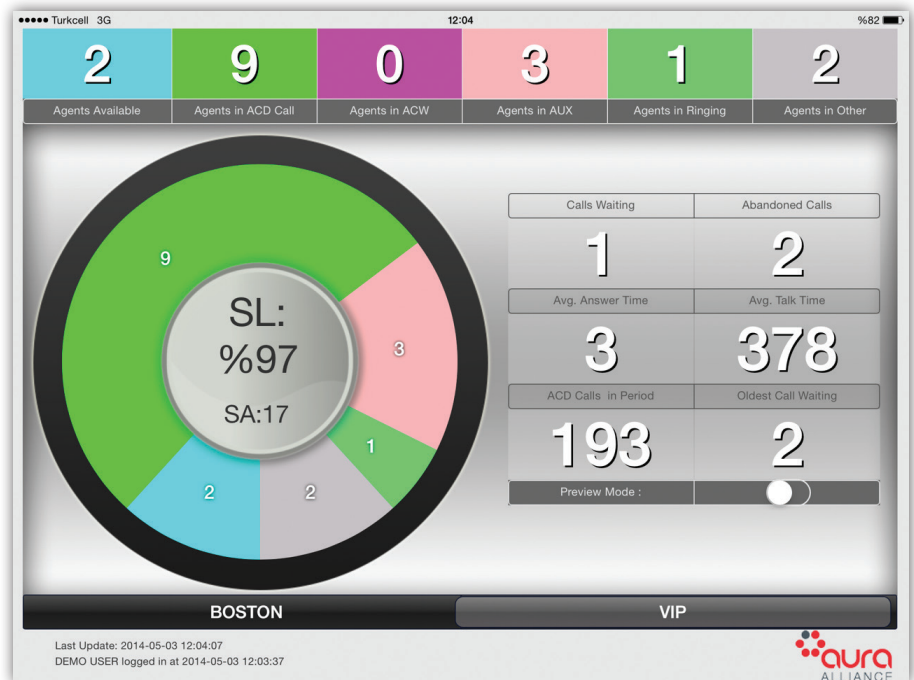 Turkcell 3G 12:04 %82
2 9 0 3 1 2
Agents Available Agents in ACD Call Agents in ACW Agents in AUX Agents in Ringing Agents in Other
9
3
1
2
2
SL:
%97
SA:17
Calls Waiting Abandoned Calls
1 2
Avg. Answer Time Avg. Talk Time
3 378
ACD Calls in Period Oldest Call Waiting
193 2
Preview Mode :
BOSTON VIP
Last Update: 2014-05-03 12:04:07
DEMO USER logged in at 2014-05-03 12:03:37
aura
ALLIANCE